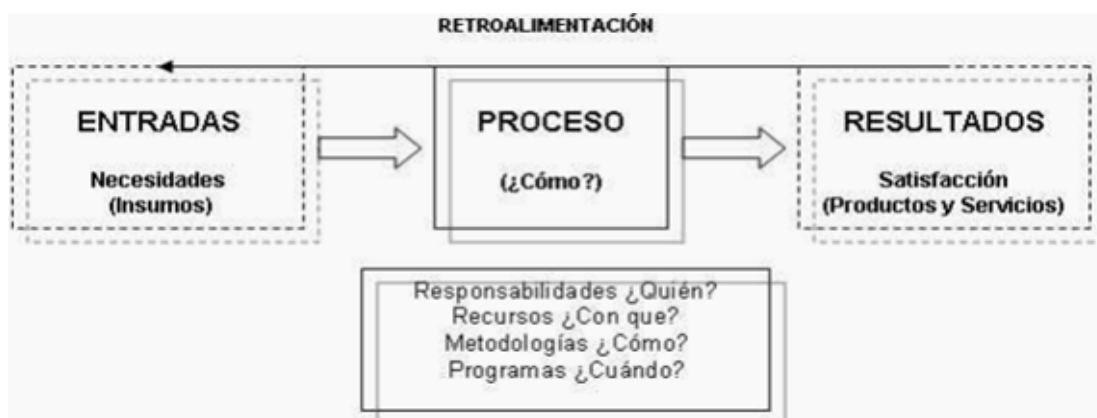 RETROALIMENTACIÓN
ENTRADAS
Necesidades
(Insumos)
PROCESO
(¿Cómo?)
RESULTADOS
Satisfacción
(Productos y Servicios)
Responsabilidades ¿Quién?
Recursos ¿Con que?
Metodologías ¿Cómo?
Programas ¿Cuándo?